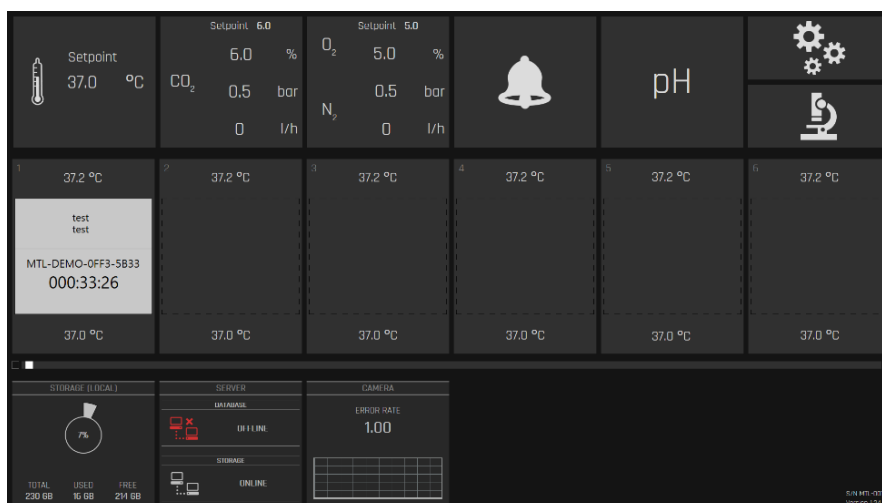 Setpoint
37.0 °C
Setpoint 6.0
CO2
6.0 %
0.5 bar
0 l/h
Setpoint 5.0
O2
5.0 %
N2
0.5 bar
0 l/h
pH
1
37.2 °C
test
test
MTL-DEMO-0FF3-5B33
000:33:26
37.0 °C
2
37.2 °C
37.0 °C
3
37.2 °C
37.0 °C
4
37.2 °C
37.0 °C
5
37.2 °C
37.0 °C
6
37.2 °C
37.0 °C
STORAGE (LOCAL)
7%
TOTAL USED FREE
230 GB 16 GB 214 GB
SERVER
DATABASE
OFFLINE
STORAGE
ONLINE
CAMERA
ERROR RATE
1.00
S/N MTL-03